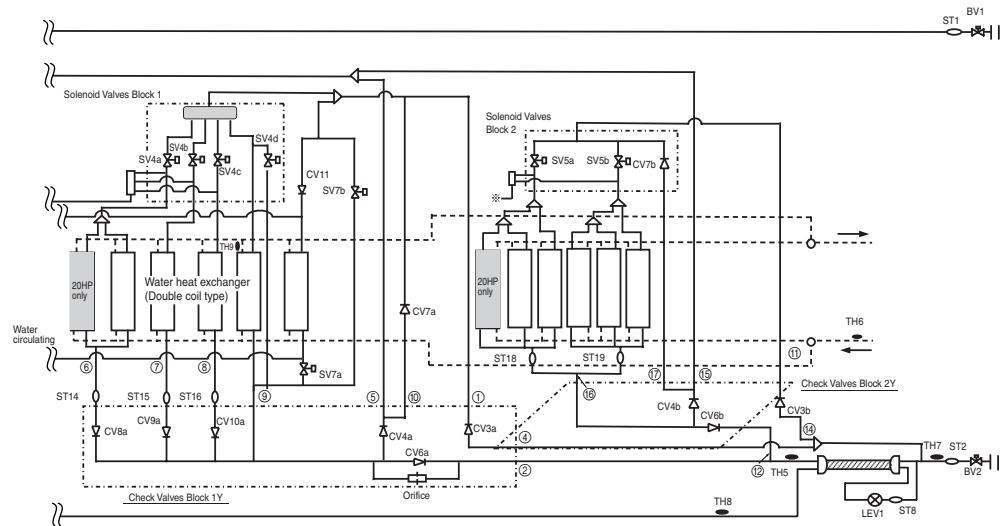 ST1
BV1
Solenoid Valves Block 1
SV4a
SV4b
SV4c
SV4d
CV11
SV7b
Solenoid Valves
Block 2
SV5a
SV5b
CV7b
※
TH9
20HP
only
Water heat exchanger
(Double coil type)
20HP
only
CV7a
Water
circulating
TH6
⑥
⑦
⑧
⑨
SV7a
⑤
⑩
①
ST18
ST19
⑰
⑮
⑪
⑯
Check Valves Block 2Y
ST14
ST15
ST16
CV8a
CV9a
CV10a
CV4a
CV3a
CV6a
④
②
CV4b
CV6b
CV3b
⑭
⑫
TH5
TH7
ST2
BV2
Orifice
Check Valves Block 1Y
TH8
LEV1
ST8